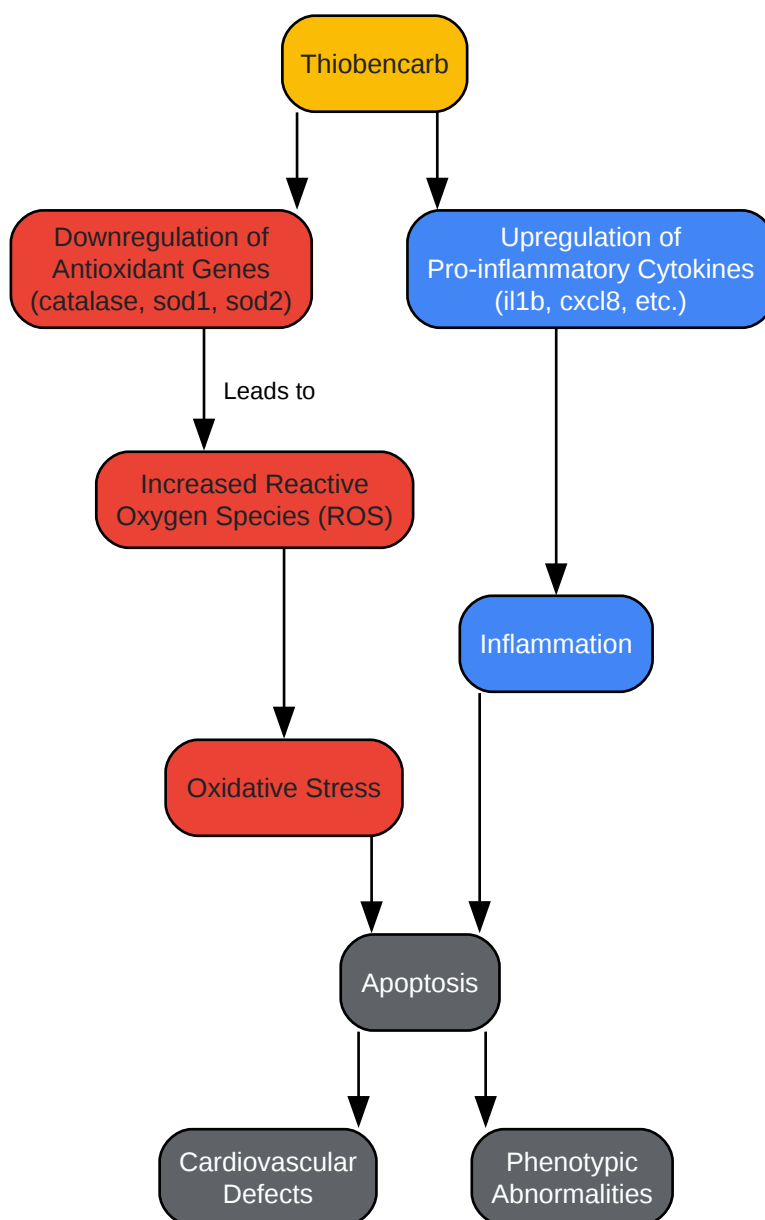 Thiobencarb
Downregulation of
Antioxidant Genes
(catalase, sod1, sod2)
Upregulation of
Pro-inflammatory Cytokines
(il1b, cxcl8, etc.)
Leads to
Increased Reactive
Oxygen Species (ROS)
Inflammation
Oxidative Stress
Apoptosis
Cardiovascular
Defects
Phenotypic
Abnormalities